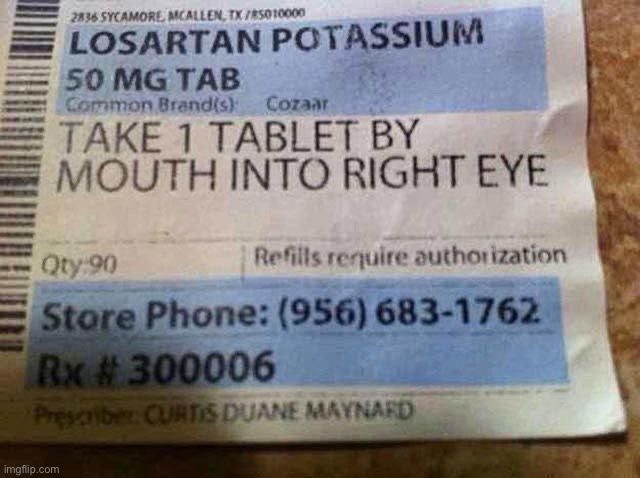 2836 SYCAMORE, MCALLEN, TX /85010000
LOSARTAN POTASSIUM
50 MG TAB
Common Brand(s): Cozaar
TAKE 1 TABLET BY
MOUTH INTO RIGHT EYE
Qty:90 Refills require authorization
Store Phone: (956) 683-1762
Rx # 300006
Prescriber: CURTIS DUANE MAYNARD
imgflip.com